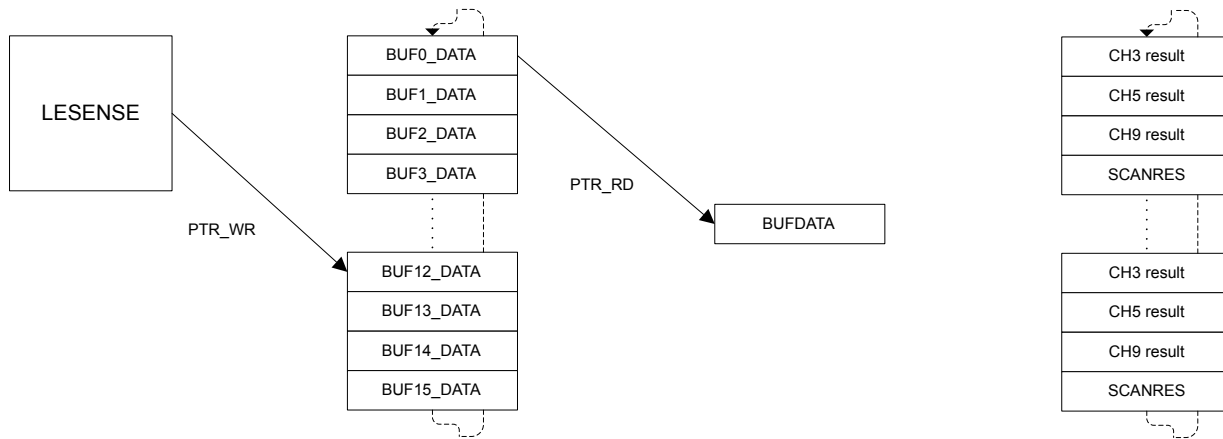 LESENSE
PTR_WR
BUF0_DATA
BUF1_DATA
BUF2_DATA
BUF3_DATA
BUF12_DATA
BUF13_DATA
BUF14_DATA
BUF15_DATA
PTR_RD
BUFDATA
CH3 result
CH5 result
CH9 result
SCANRES
CH3 result
CH5 result
CH9 result
SCANRES